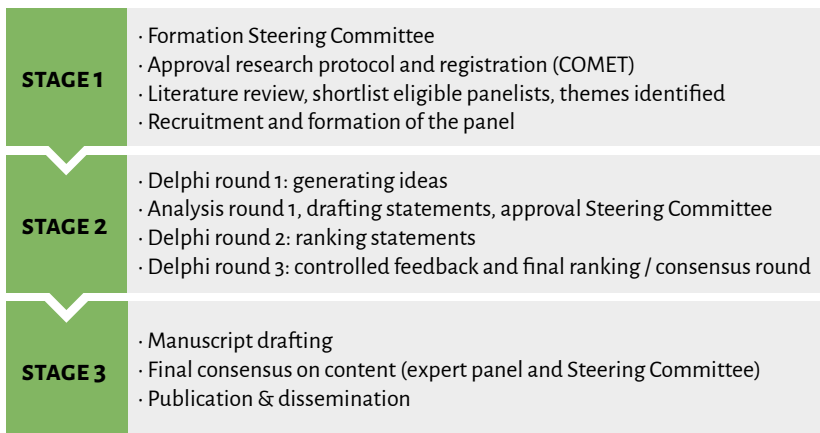 STAGE 1
· Formation Steering Committee
· Approval research protocol and registration (COMET)
· Literature review, shortlist eligible panelists, themes identified
· Recruitment and formation of the panel
STAGE 2
· Delphi round 1: generating ideas
· Analysis round 1, drafting statements, approval Steering Committee
· Delphi round 2: ranking statements
· Delphi round 3: controlled feedback and final ranking / consensus round
STAGE 3
· Manuscript drafting
· Final consensus on content (expert panel and Steering Committee)
· Publication & dissemination